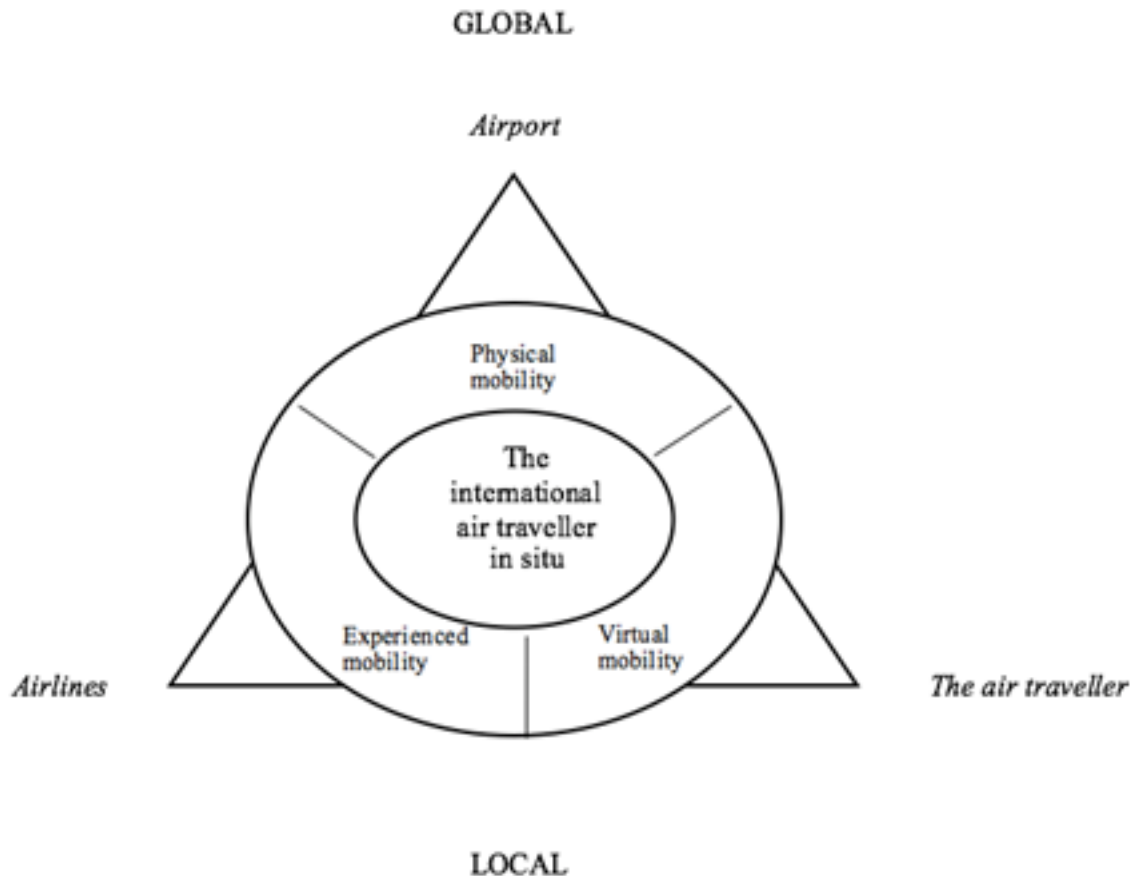 GLOBAL
Airport
Physical
mobility
The
international
air traveller
in situ
Experienced
mobility
Virtual
mobility
Airlines
The air traveller
LOCAL